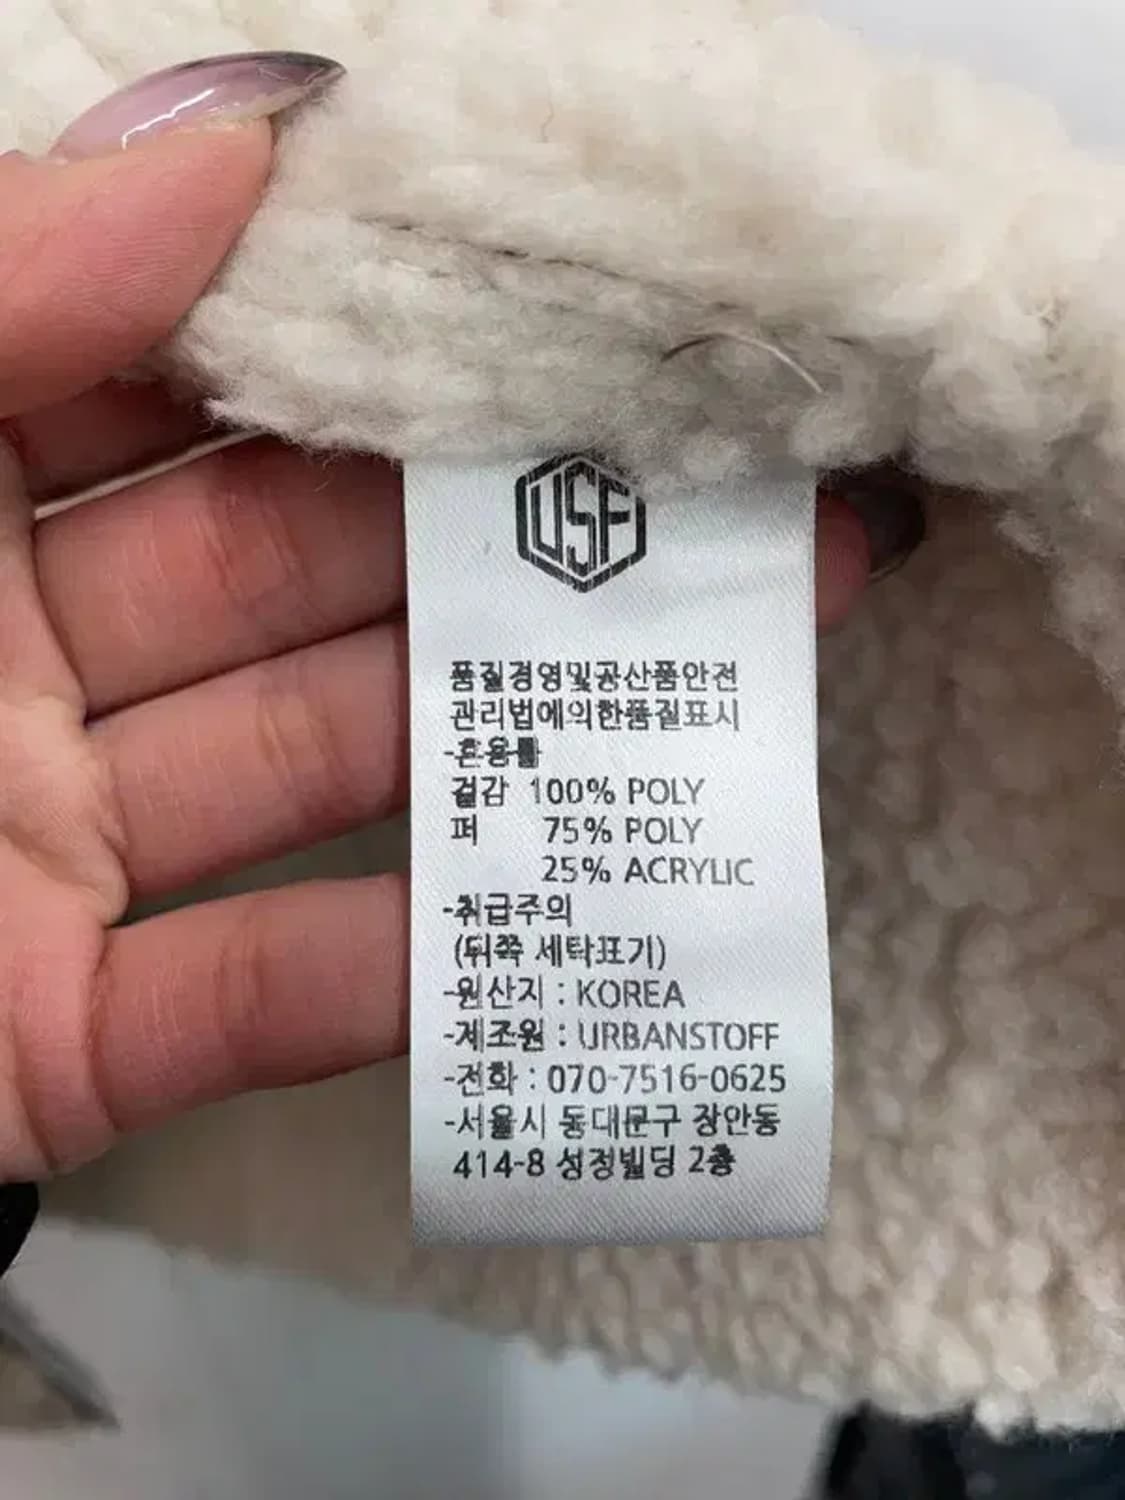 USF
품질경영및공산품안전
관리법에의한품질표시
-혼용률
겉감 100% POLY
퍼 75% POLY
25% ACRYLIC
-취급주의
(뒤쪽 세탁표기)
-원산지 : KOREA
-제조원 : URBANSTOFF
-전화 : 070-7516-0625
-서울시 동대문구 장안동
414-8 성정빌딩 2층